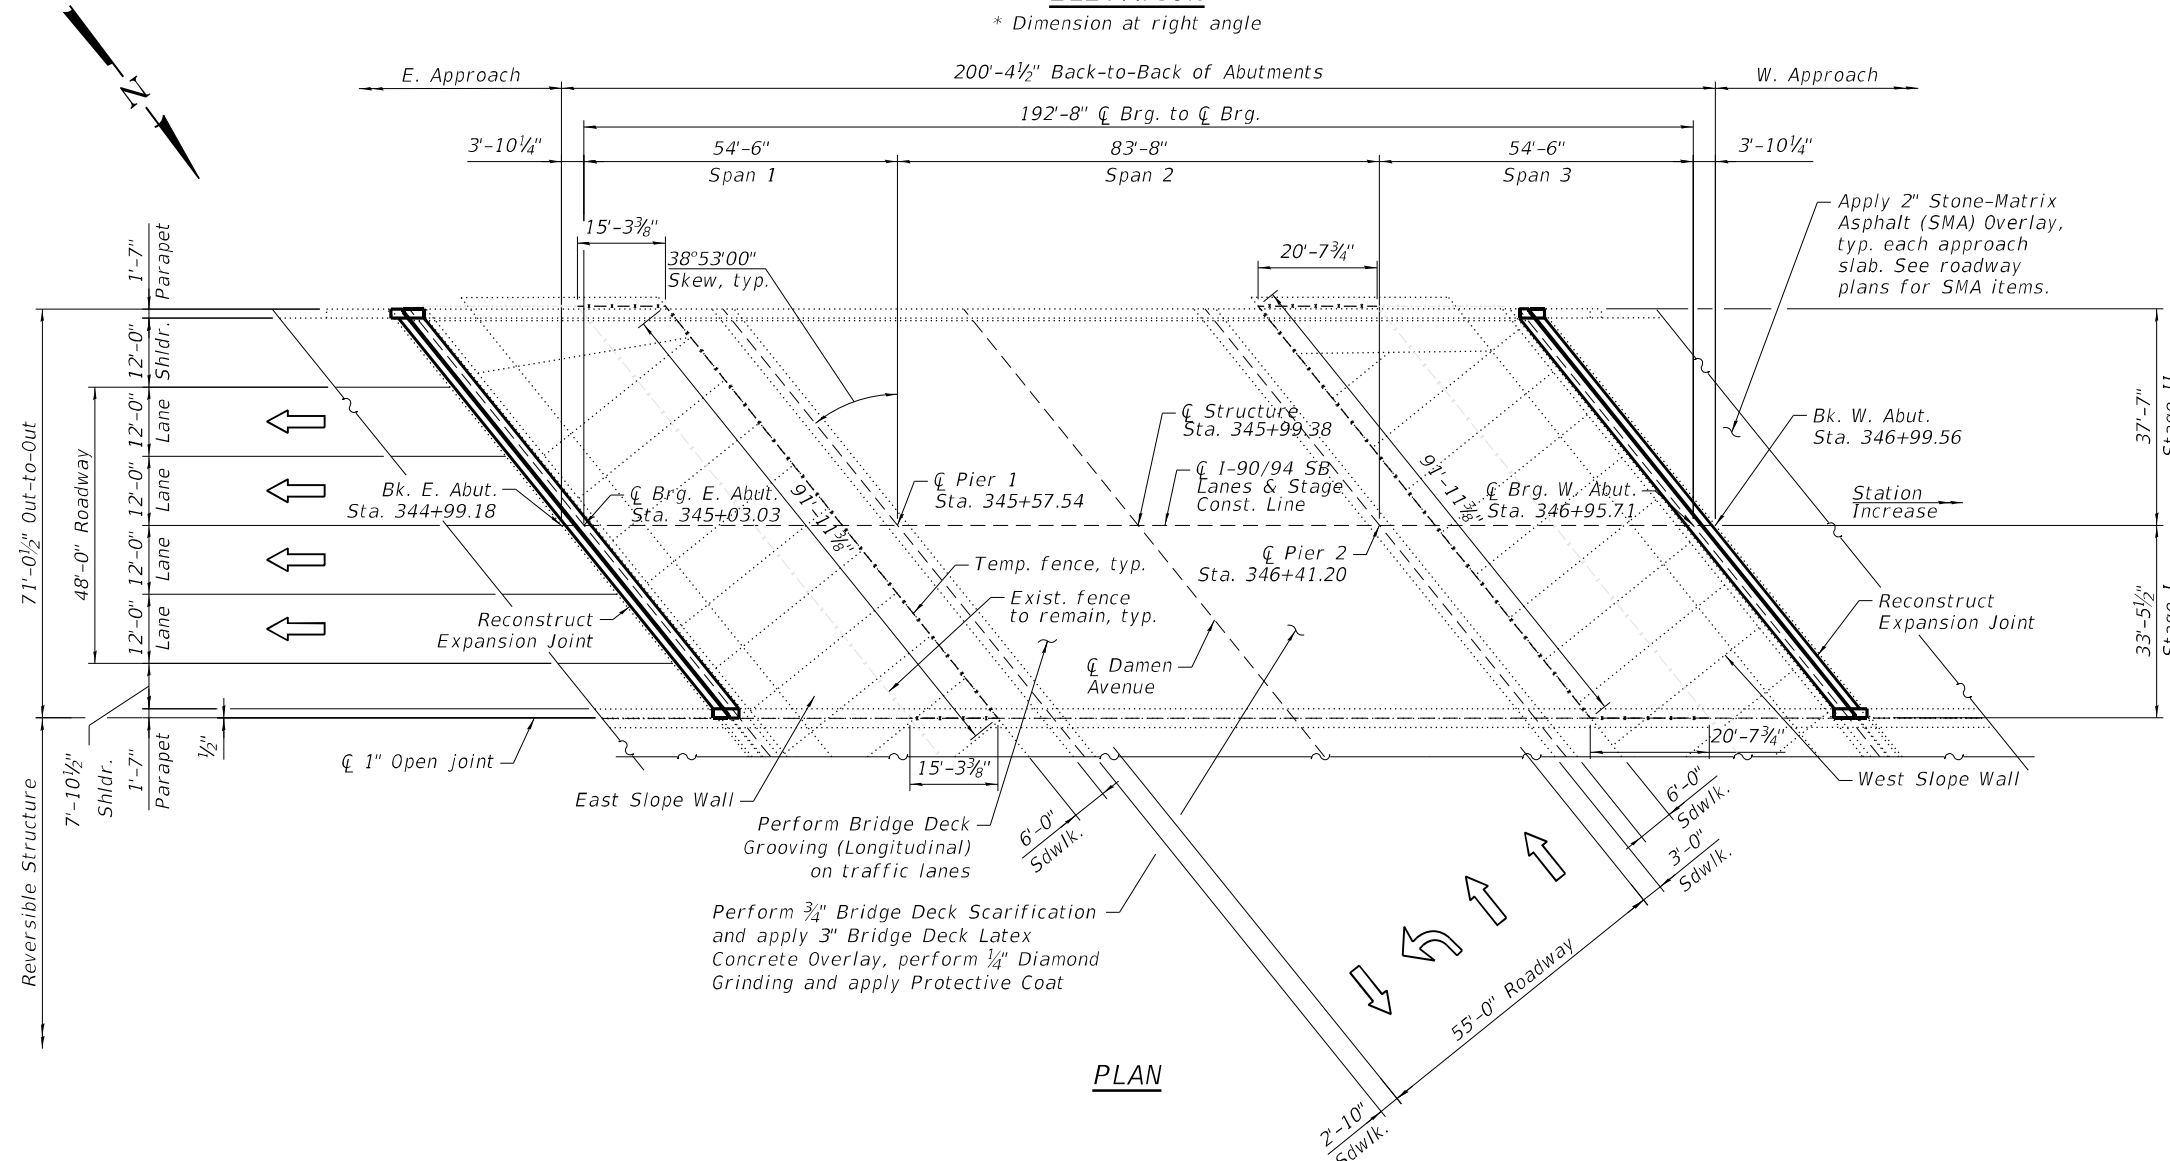 * Dimension at right angle
N
E. Approach
200'-4½" Back-to-Back of Abutments
W. Approach
192'-8" ℄ Brg. to ℄ Brg.
3'-10¼"
54'-6"
83'-8"
54'-6"
3'-10¼"
Span 1
Span 2
Span 3
15'-3⅜"
20'-7¾"
38°53'00"
Skew, typ.
Apply 2" Stone-Matrix
Asphalt (SMA) Overlay,
typ. each approach
slab. See roadway
plans for SMA items.
1'-7"
Parapet
12'-0"
Shldr.
12'-0"
Lane
12'-0"
Lane
12'-0"
Lane
12'-0"
Lane
48'-0" Roadway
71'-0½" Out-to-Out
Reversible Structure
7'-10½"
Shldr.
1'-7"
Parapet
½"
Bk. E. Abut.
Sta. 344+99.18
℄ Brg. E. Abut.
Sta. 345+03.03
91'-11⅜"
℄ Pier 1
Sta. 345+57.54
℄ Structure
Sta. 345+99.38
℄ I-90/94 SB
Lanes & Stage
Const. Line
℄ Pier 2
Sta. 346+41.20
91'-11⅜"
℄ Brg. W. Abut.
Sta. 346+95.71
Bk. W. Abut.
Sta. 346+99.56
Station
Increase
37'-7"
33'-5½"
Temp. fence, typ.
Exist. fence
to remain, typ.
Reconstruct
Expansion Joint
Reconstruct
Expansion Joint
℄ Damen
Avenue
℄ 1" Open joint
East Slope Wall
15'-3⅜"
20'-7¾"
West Slope Wall
6'-0"
Sdwlk.
6'-0"
Sdwlk.
3'-0"
Sdwlk.
Perform Bridge Deck
Grooving (Longitudinal)
on traffic lanes
Perform ¾" Bridge Deck Scarification
and apply 3" Bridge Deck Latex
Concrete Overlay, perform ¼" Diamond
Grinding and apply Protective Coat
55'-0" Roadway
2'-10"
Sdwlk.
PLAN